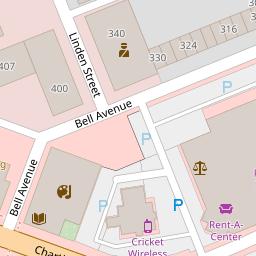 340
316
324
330
Linden Street
407
400
P
Bell Avenue
P
Bell Avenue
P
Rent-A-
Center
Cricket
Wireless